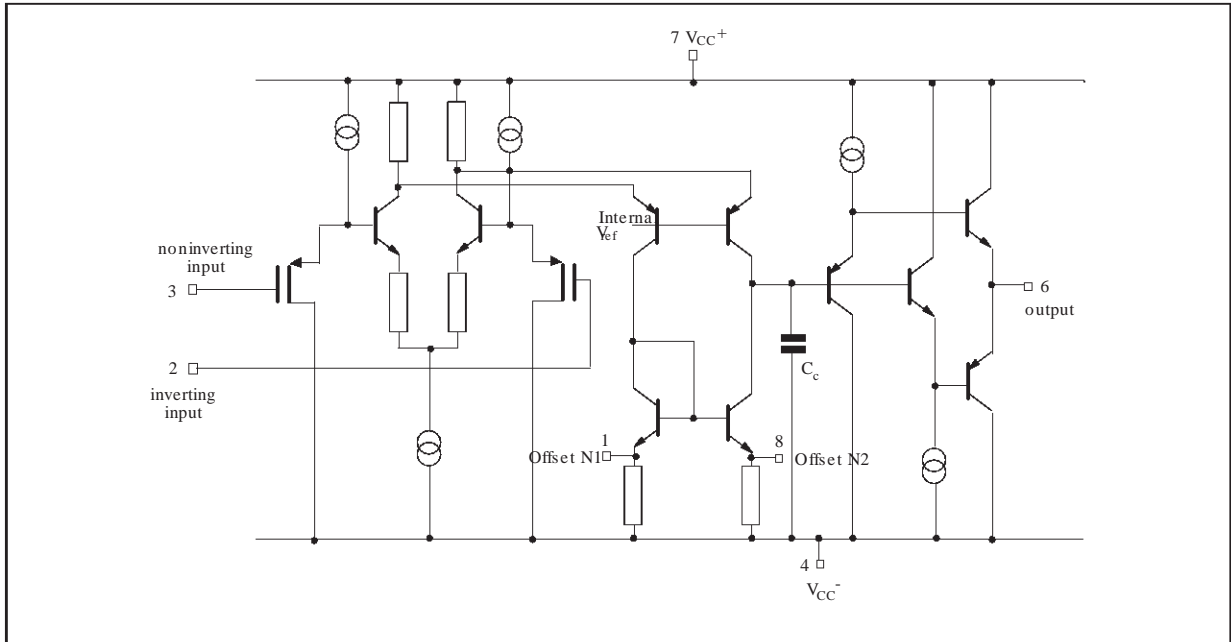 7 VCC+
Interna
Vref
noninverting
input
3
6
output
Cc
2
inverting
input
1
8
Offset N1
Offset N2
4
VCC-